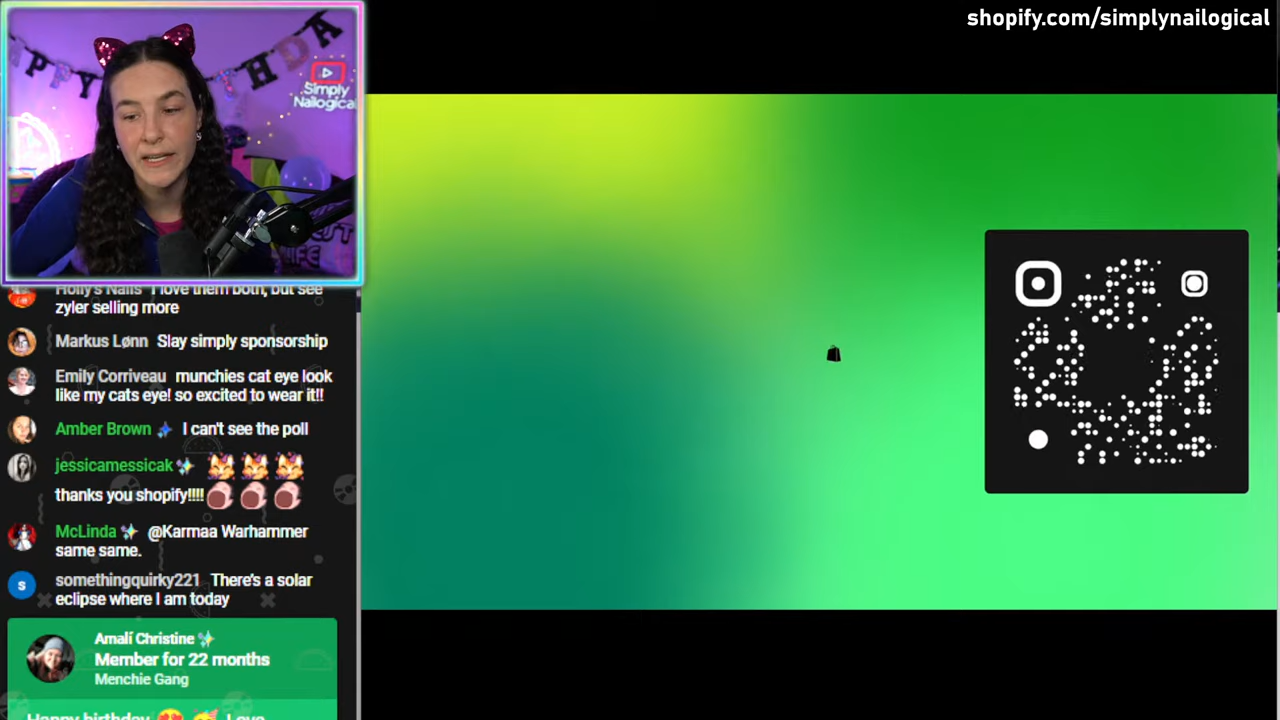 shopify.com/simplynailogical
Simply
Nailogical
Holly's Nails I love them both, but see
zyler selling more
Markus Lønn Slay simply sponsorship
Emily Corriveau munchies cat eye look
like my cats eye! so excited to wear it!!
Amber Brown I can't see the poll
jessicamessicak
thanks you shopify!!!!
McLinda @Karmaa Warhammer
same same.
s
somethingquirky221 There's a solar
eclipse where I am today
Amalí Christine
Member for 22 months
Menchie Gang
Happy birthday Love